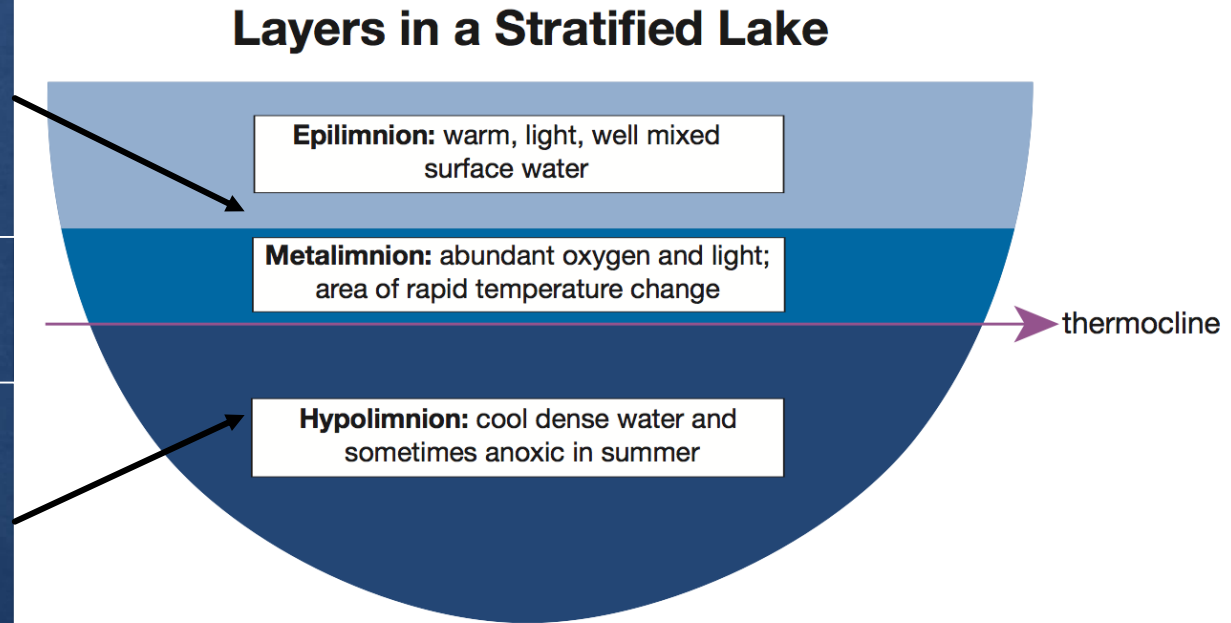 Layers in a Stratified Lake
Epilimnion: warm, light, well mixed
surface water
Metalimnion: abundant oxygen and light;
area of rapid temperature change
thermocline
Hypolimnion: cool dense water and
sometimes anoxic in summer